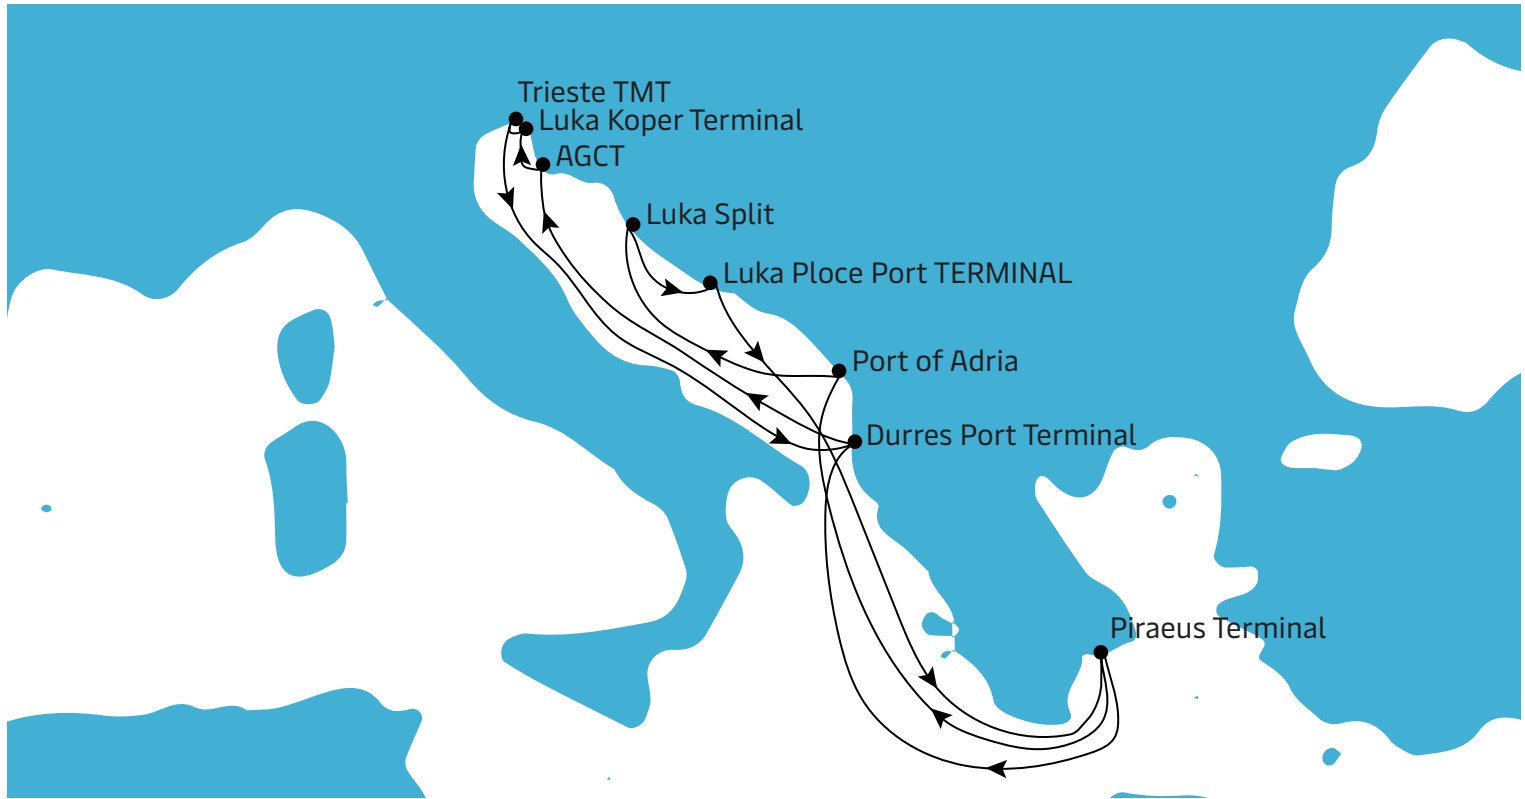 Trieste TMT
Luka Koper Terminal
AGCT
Luka Split
Luka Ploce Port TERMINAL
Port of Adria
Durres Port Terminal
Piraeus Terminal